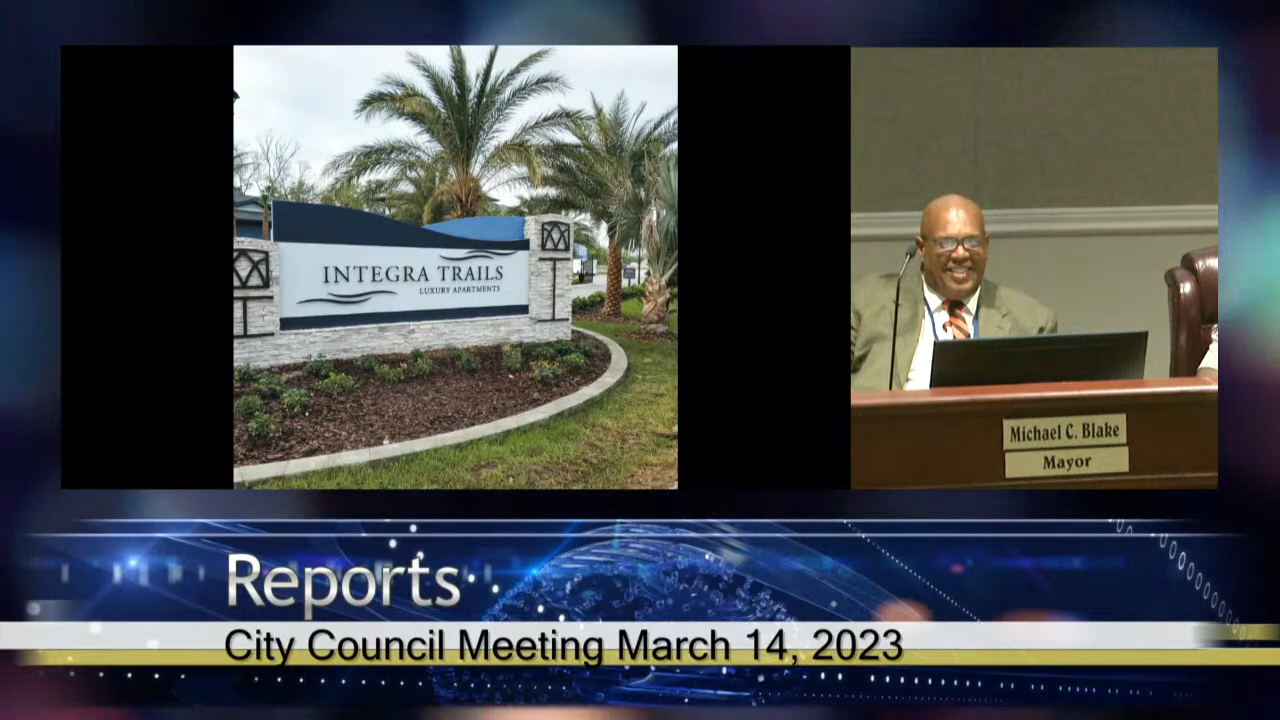 INTEGRA TRAILS
LUXURY APARTMENTS
Michael C. Blake
Mayor
Reports
City Council Meeting March 14, 2023